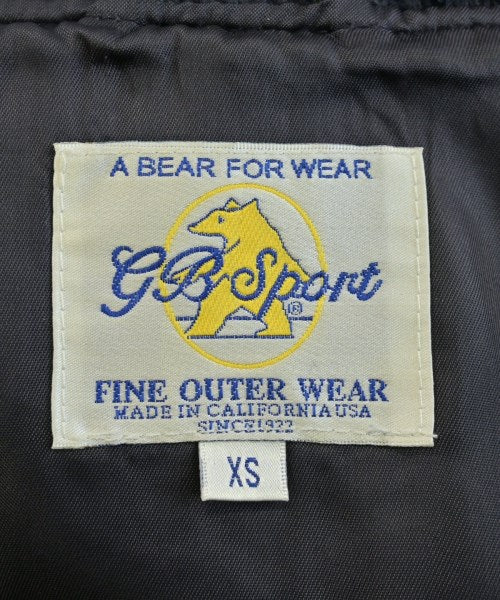 A BEAR FOR WEAR
GB Sport
®
FINE OUTER WEAR
MADE IN CALIFORNIA USA
SINCE 1922
XS